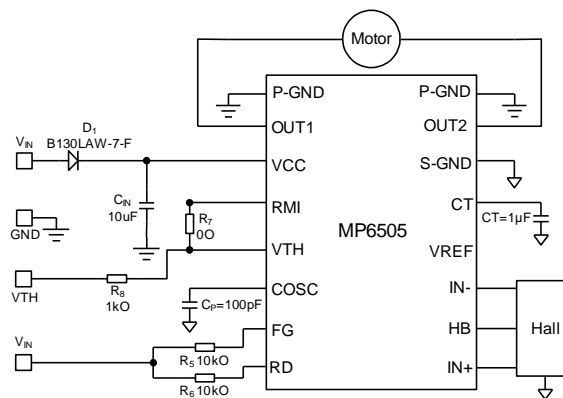 Motor
P-GND
P-GND
OUT1
OUT2
D1
B130LAW-7-F
VIN
VCC
S-GND
CIN
10uF
RMI
CT
CT=1µF
R7
0O
MP6505
GND
VTH
VREF
VTH
R8
1kO
COSC
IN-
CP=100pF
HB
Hall
VIN
FG
R5 10kO
RD
IN+
R6 10kO